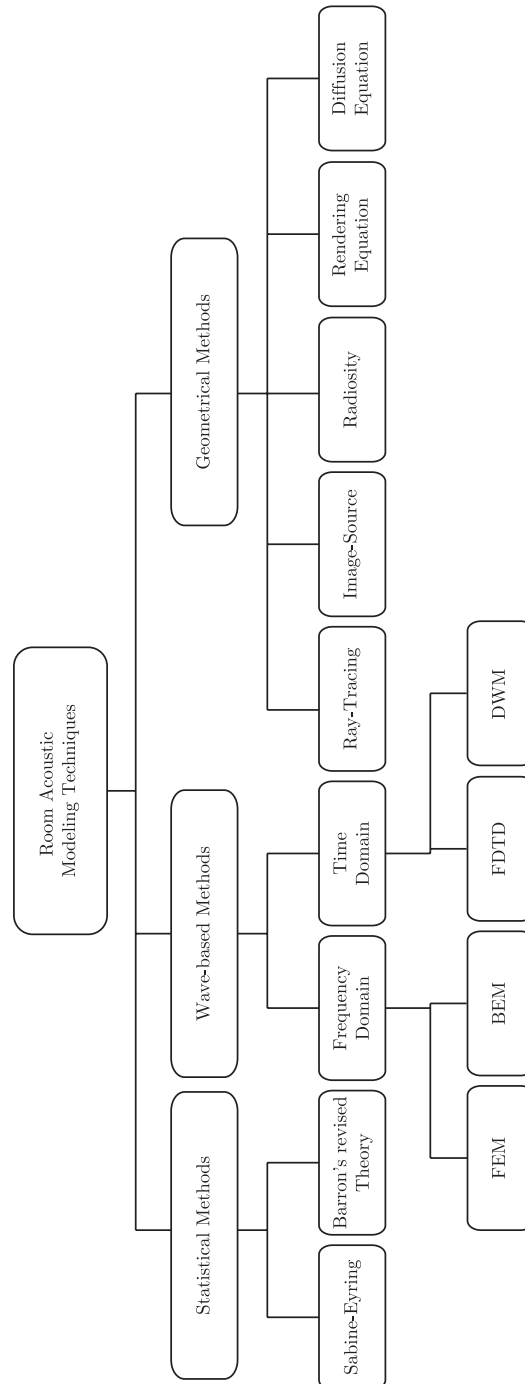 Room Acoustic
Modeling Techniques
Statistical Methods
Wave-based Methods
Geometrical Methods
Sabine-Eyring
Barron's revised
Theory
Frequency
Domain
Time
Domain
Ray-Tracing
Image-Source
Radiosity
Rendering
Equation
Diffusion
Equation
FEM
BEM
FDTD
DWM